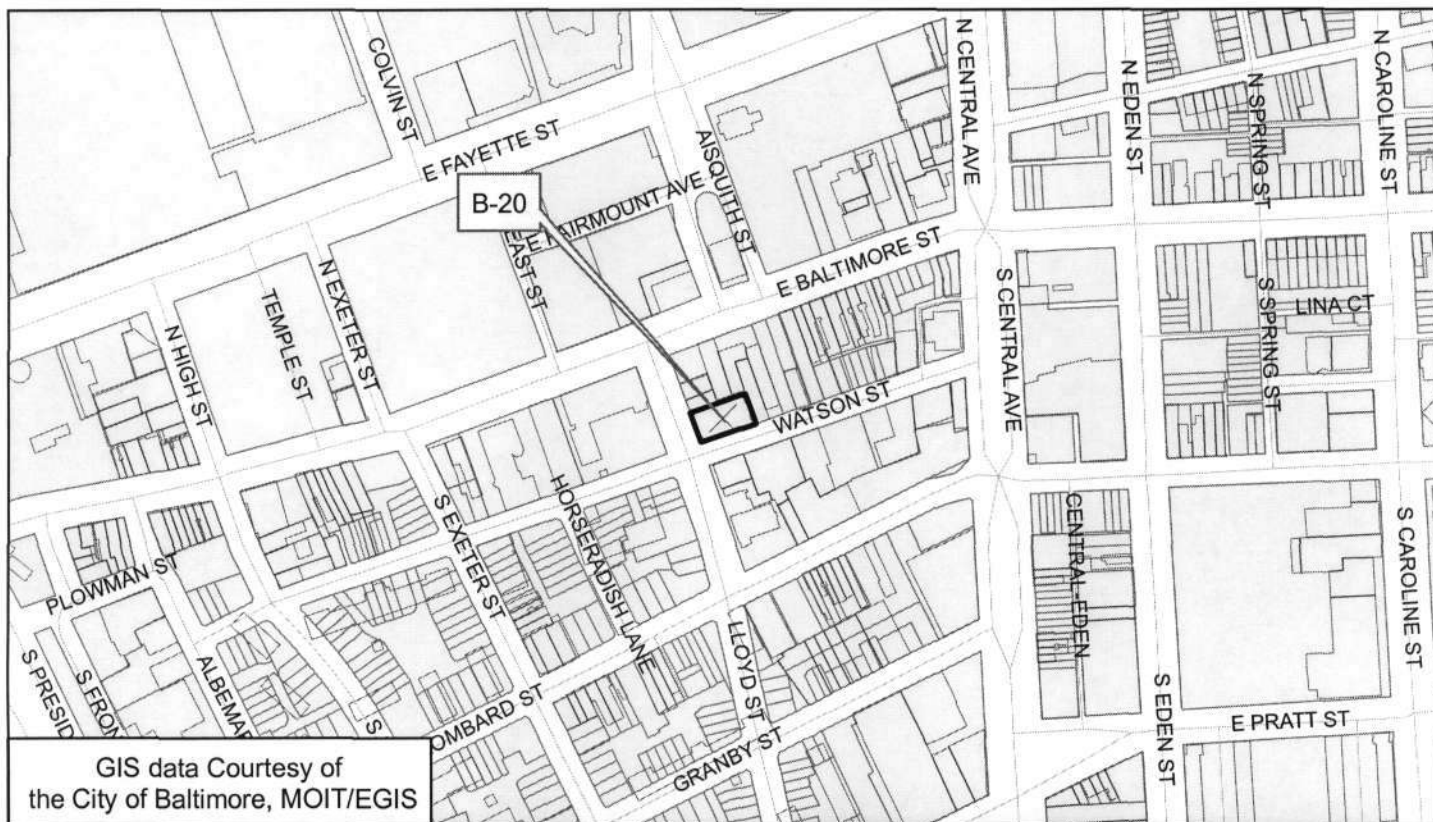 COLVIN ST
N CENTRAL AVE
N EDEN ST
N SPRING ST
N CAROLINE ST
E FAYETTE ST
AISQUITH ST
B-20
E FAIRMOUNT AVE
EAST ST
E BALTIMORE ST
N HIGH ST
TEMPLE ST
N EXETER ST
S CENTRAL AVE
S SPRING ST
LINA CT
WATSON ST
PLOWMAN ST
S EXETER ST
HORSERADISH LANE
CENTRAL-EDEN
S CAROLINE ST
S PRESID
S FRON
ALBEMAR
S
OMBARD ST
LLOYD ST
GRANBY ST
S EDEN ST
E PRATT ST
GIS data Courtesy of
the City of Baltimore, MOIT/EGIS